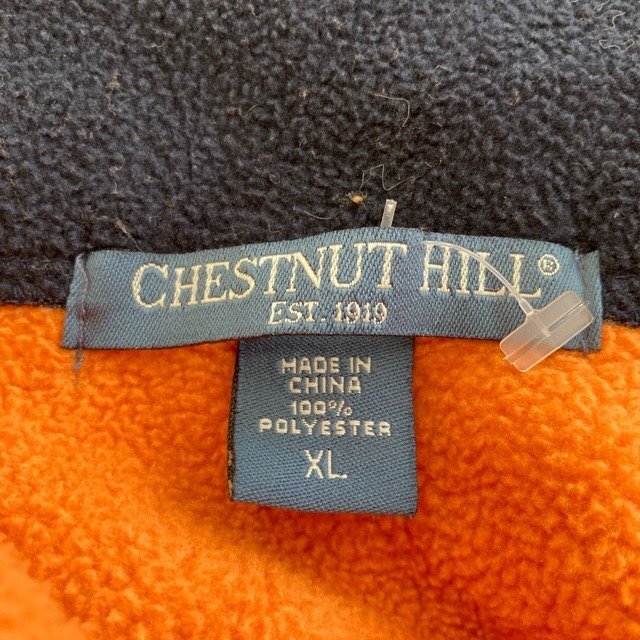 CHESTNUT HILL®
EST. 1919
MADE IN
CHINA
100%
POLYESTER
XL